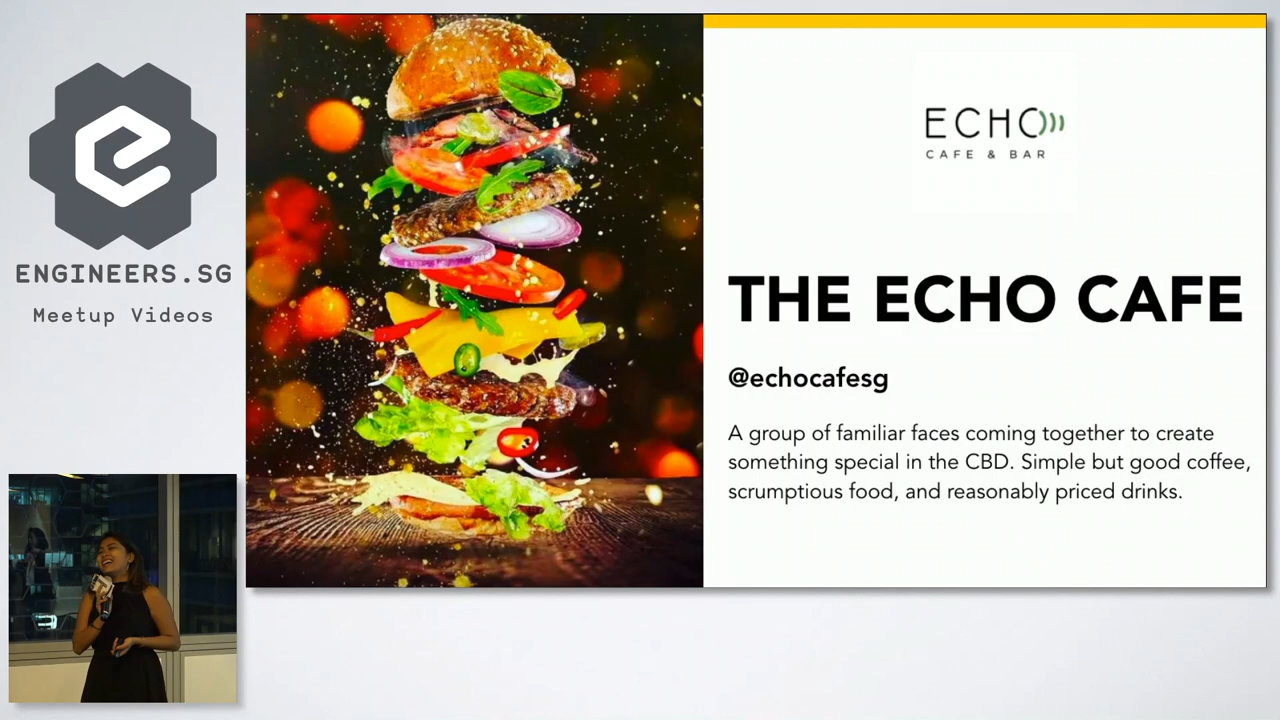 ENGINEERS.SG
Meetup Videos
ECHO
CAFE & BAR
THE ECHO CAFE
@echocafesg
A group of familiar faces coming together to create
something special in the CBD. Simple but good coffee,
scrumptious food, and reasonably priced drinks.